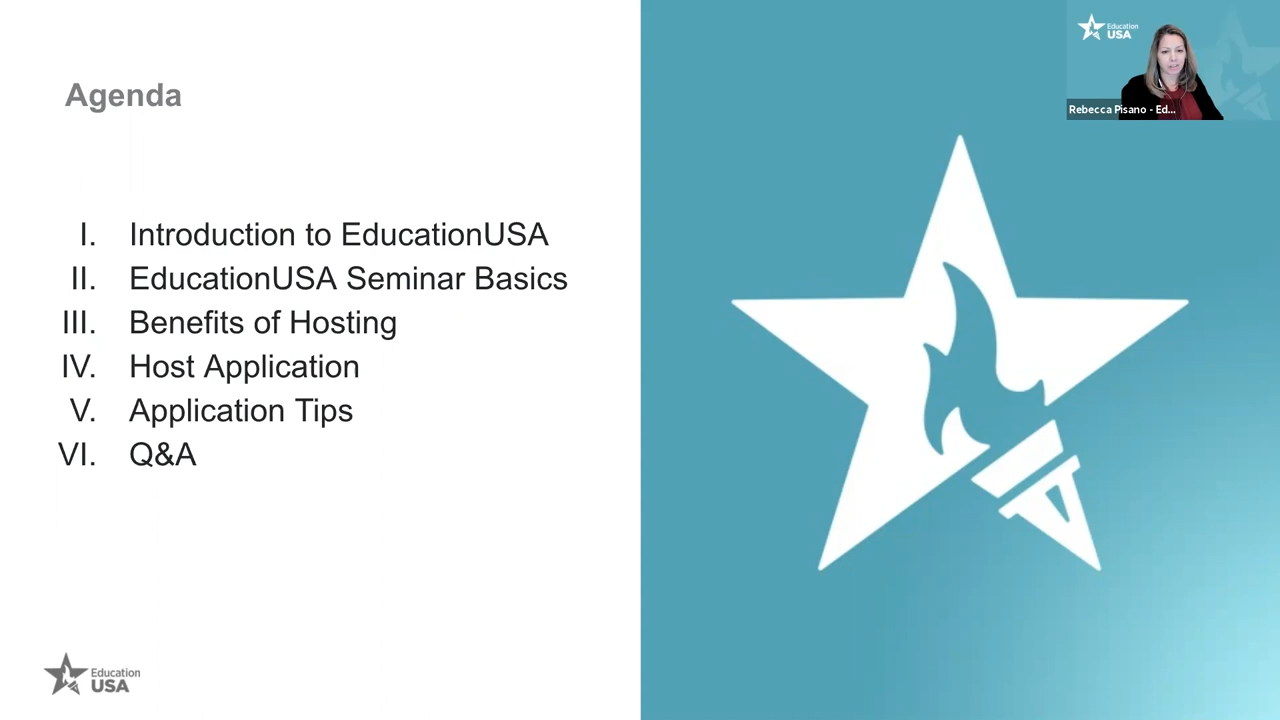 Education
USA
Rebecca Pisano - Ed...
Agenda
I. Introduction to EducationUSA
II. EducationUSA Seminar Basics
III. Benefits of Hosting
IV. Host Application
V. Application Tips
VI. Q&A
Education
USA